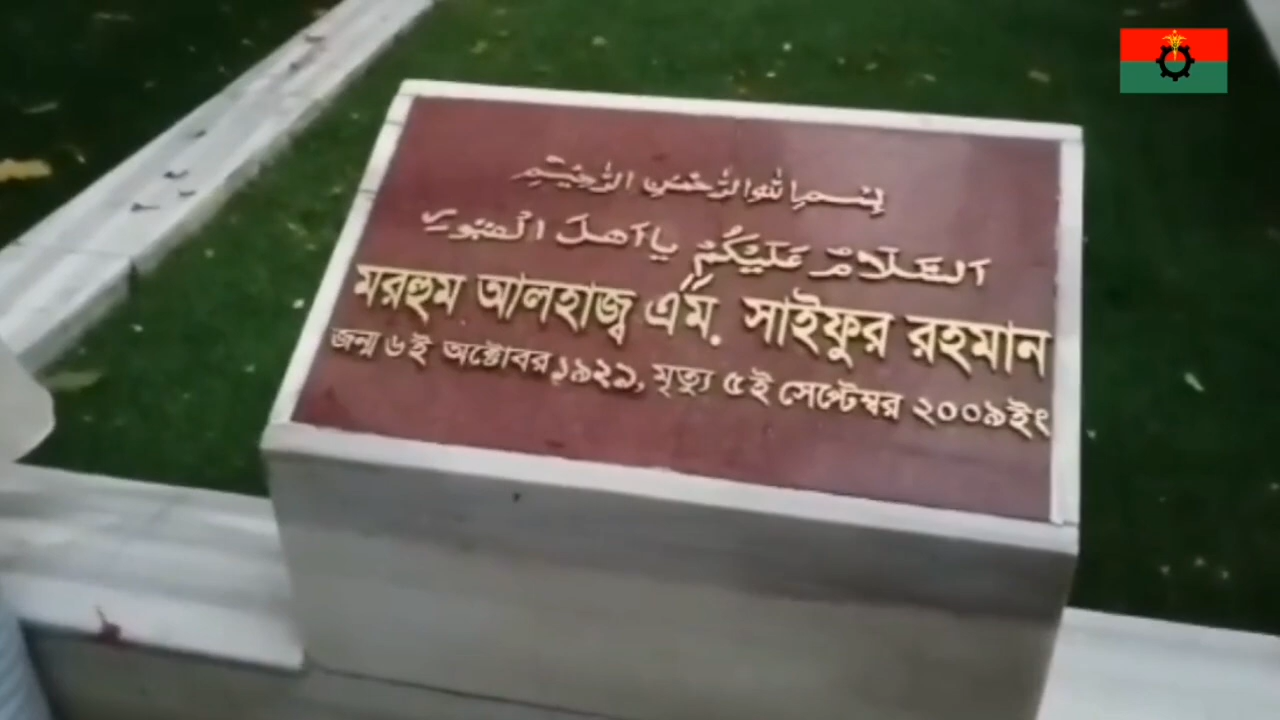 بسم الله الرحمن الرحيم
السلام عليكم يا اهل القبور
মরহুম আলহাজ্ব এম. সাইফুর রহমান
জন্ম ৬ই অক্টোবর ১৯২৯, মৃত্যু ৫ই সেপ্টেম্বর ২০০৯ইং